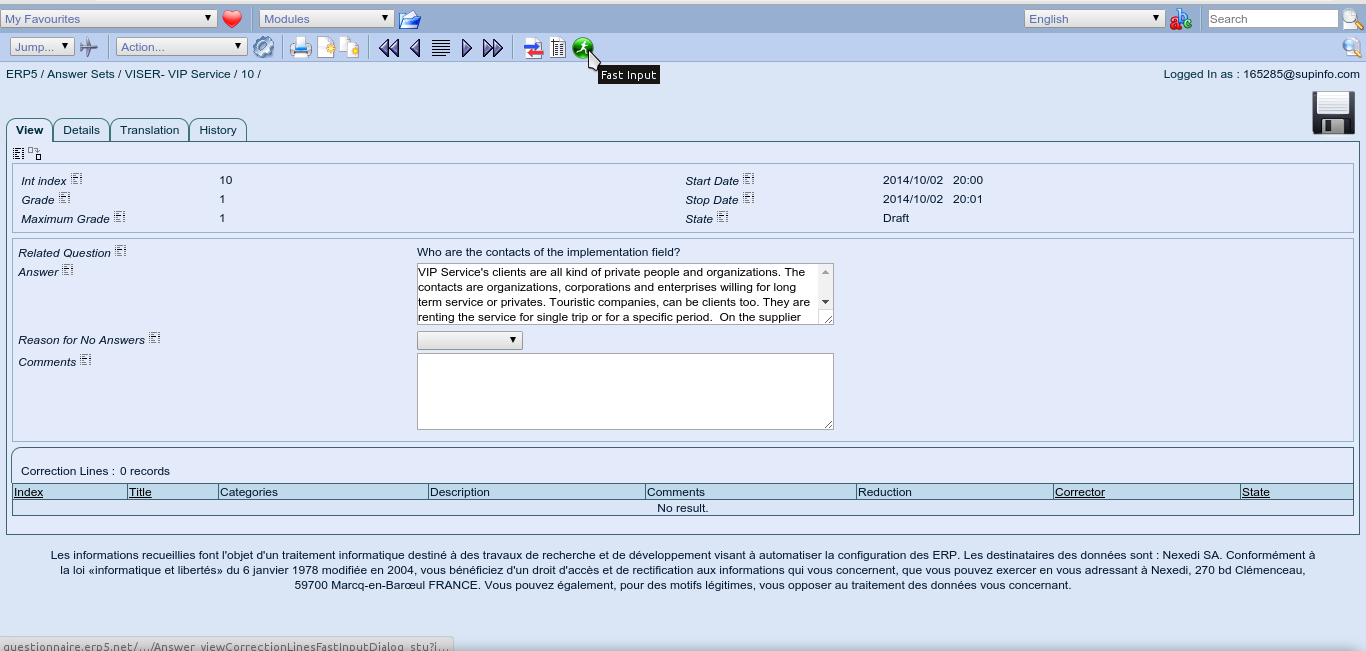 My Favourites Modules English Search
Jump... Action...
Fast Input
ERP5 / Answer Sets / VISER- VIP Service / 10 / Logged In as : 165285@supinfo.com
View Details Translation History
Int index 10 Start Date 2014/10/02 20:00
Grade 1 Stop Date 2014/10/02 20:01
Maximum Grade 1 State Draft
Related Question Who are the contacts of the implementation field?
Answer VIP Service's clients are all kind of private people and organizations. The
contacts are organizations, corporations and enterprises willing for long
term service or privates. Touristic companies, can be clients too. They are
renting the service for single trip or for a specific period. On the supplier
Reason for No Answers
Comments
Correction Lines : 0 records
Index Title Categories Description Comments Reduction Corrector State
No result.
Les informations recueillies font l'objet d'un traitement informatique destiné à des travaux de recherche et de développement visant à automatiser la configuration des ERP. Les destinataires des données sont : Nexedi SA. Conformément à
la loi «informatique et libertés» du 6 janvier 1978 modifiée en 2004, vous bénéficiez d'un droit d'accès et de rectification aux informations qui vous concernent, que vous pouvez exercer en vous adressant à Nexedi, 270 bd Clémenceau,
59700 Marcq-en-Barœul FRANCE. Vous pouvez également, pour des motifs légitimes, vous opposer au traitement des données vous concernant.
questionnaire.erp5.net/.../Answer_viewCorrectionLinesFastInputDialog_stu?i...